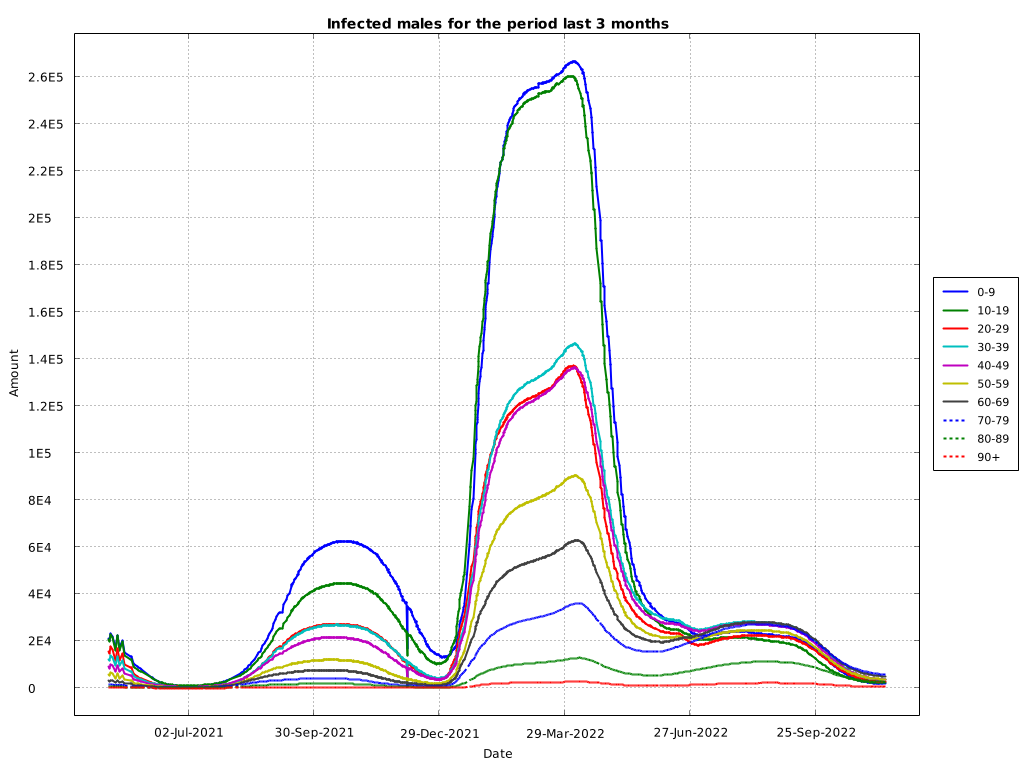 Infected males for the period last 3 months
2.6E5
2.4E5
2.2E5
2E5
1.8E5
1.6E5
1.4E5
1.2E5
1E5
8E4
6E4
4E4
2E4
0
Amount
02-Jul-2021
30-Sep-2021
29-Dec-2021
29-Mar-2022
27-Jun-2022
25-Sep-2022
Date
0-9
10-19
20-29
30-39
40-49
50-59
60-69
70-79
80-89
90+